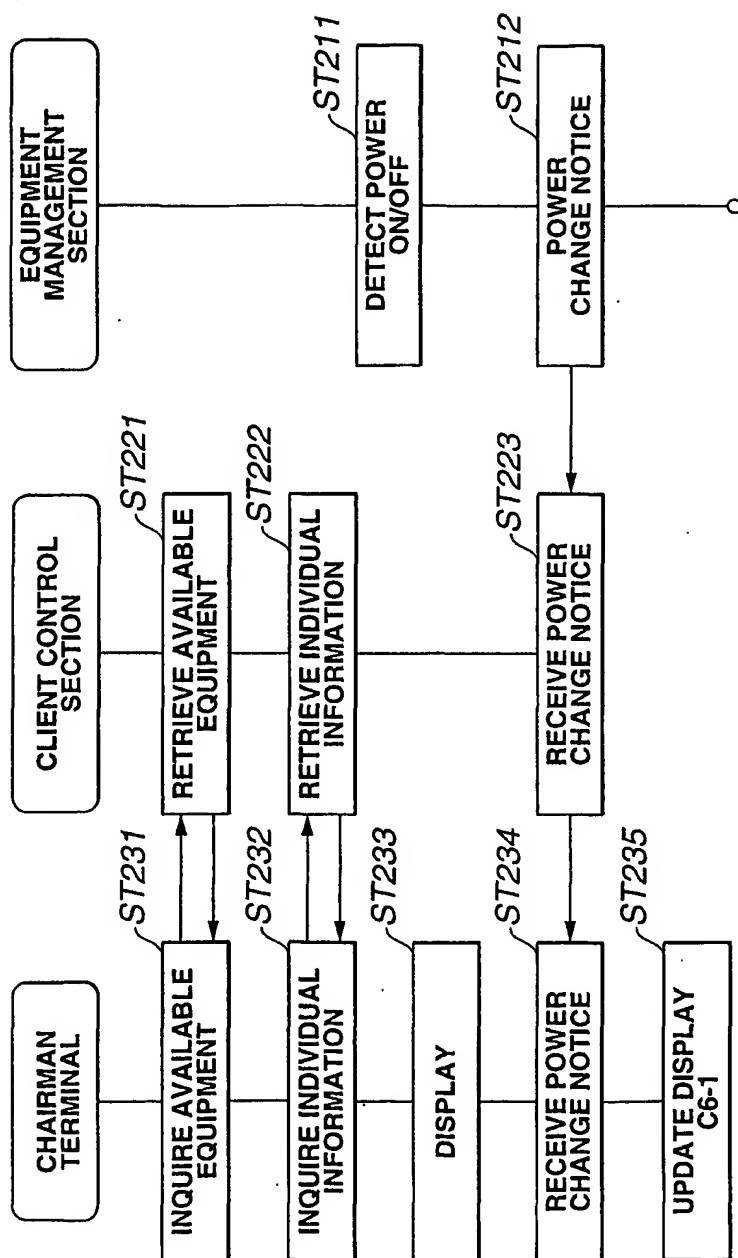 CHAIRMAN
TERMINAL
ST231
INQUIRE AVAILABLE
EQUIPMENT
ST232
INQUIRE INDIVIDUAL
INFORMATION
ST233
DISPLAY
ST234
RECEIVE POWER
CHANGE NOTICE
ST235
UPDATE DISPLAY
C6-1
CLIENT CONTROL
SECTION
ST221
RETRIEVE AVAILABLE
EQUIPMENT
ST222
RETRIEVE INDIVIDUAL
INFORMATION
ST223
RECEIVE POWER
CHANGE NOTICE
EQUIPMENT
MANAGEMENT
SECTION
ST211
DETECT POWER
ON/OFF
ST212
POWER
CHANGE NOTICE